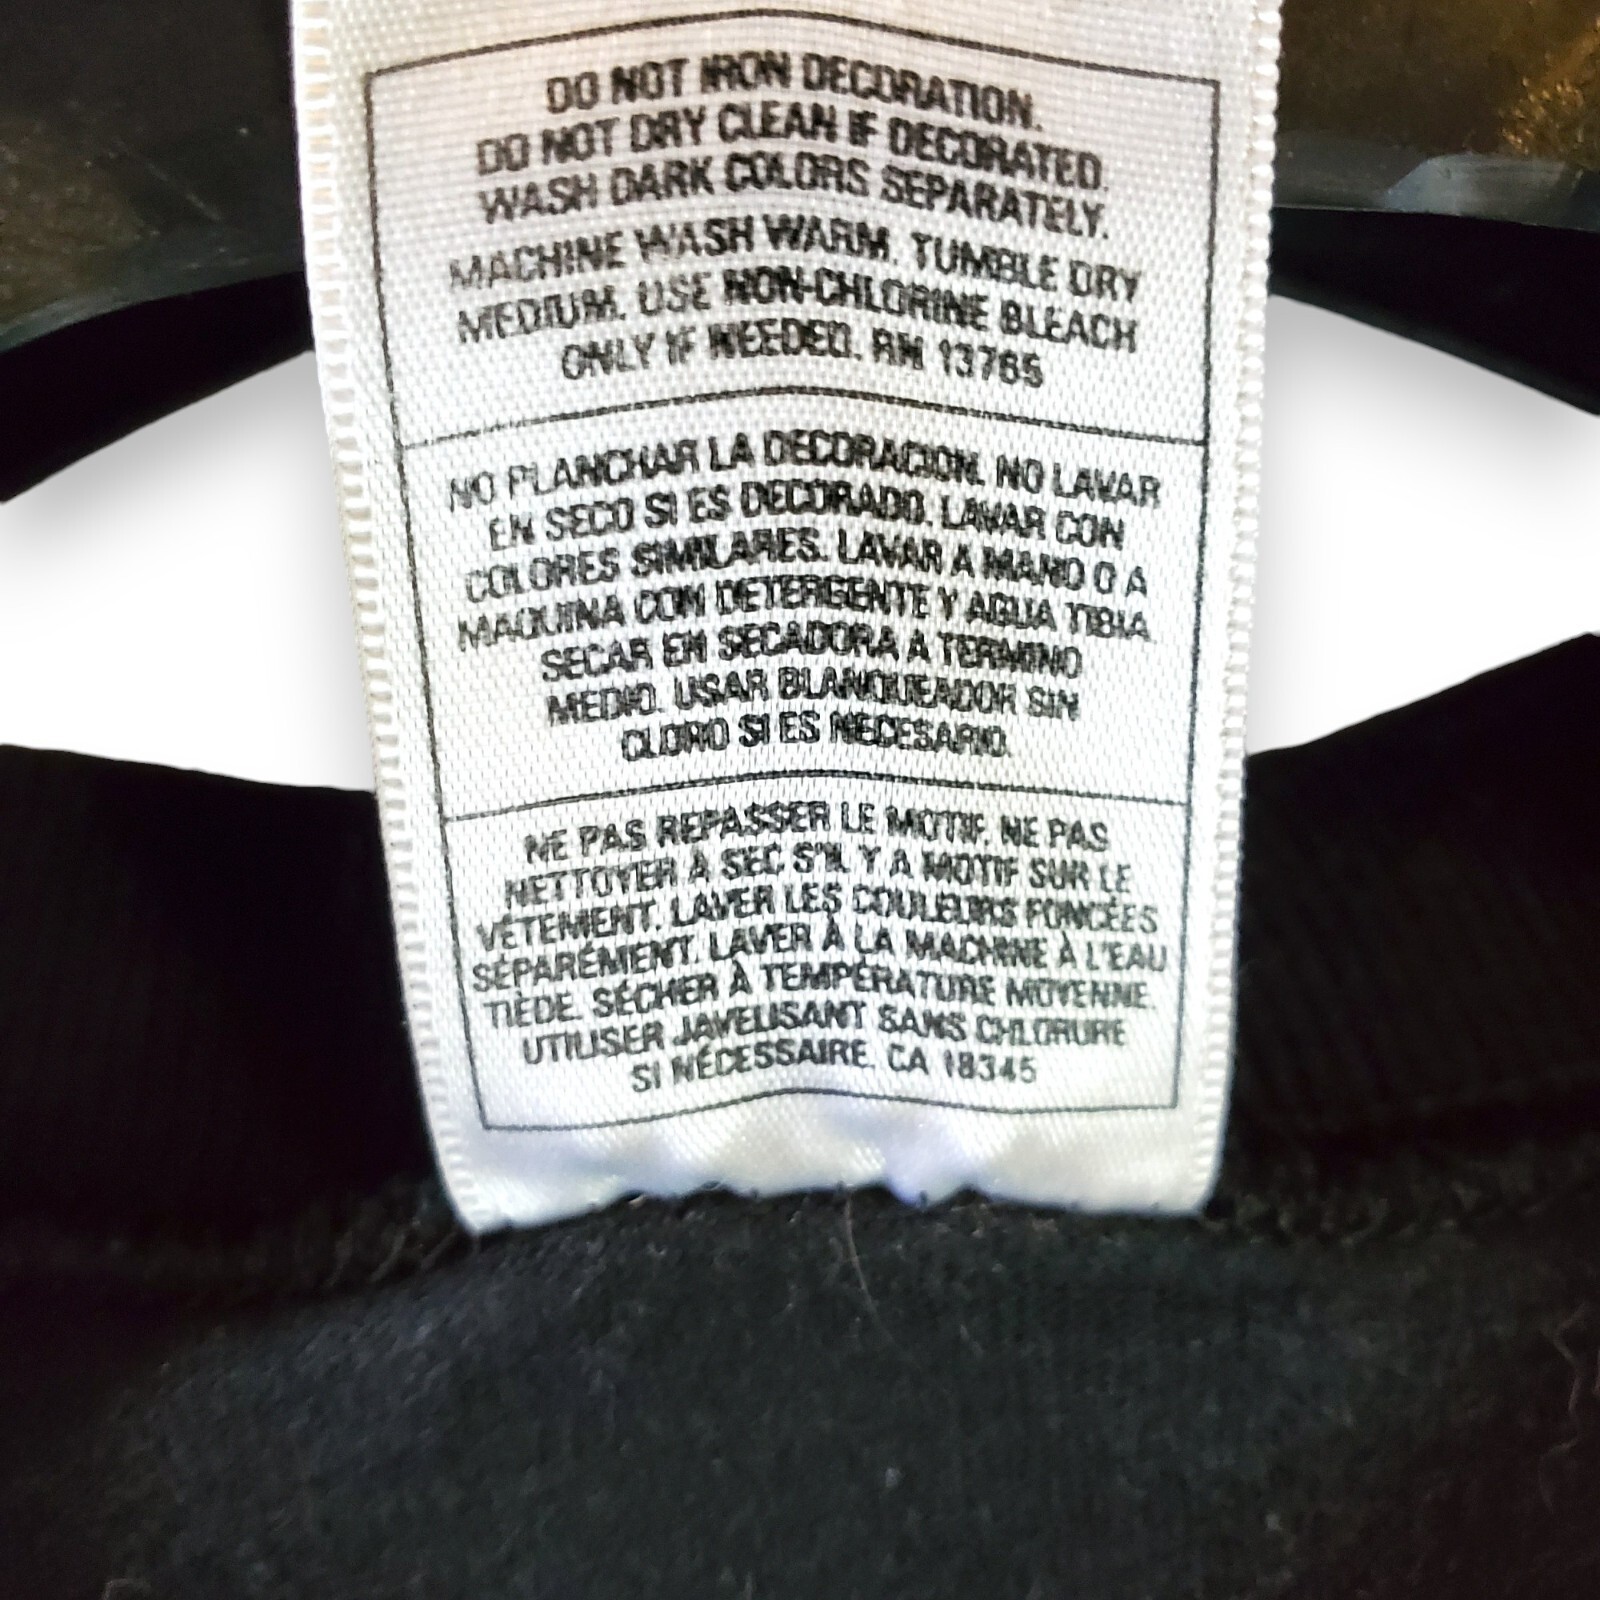 DO NOT IRON DECORATION.
DO NOT DRY CLEAN IF DECORATED.
WASH DARK COLORS SEPARATELY.
MACHINE WASH WARM. TUMBLE DRY
MEDIUM. USE NON-CHLORINE BLEACH
ONLY IF NEEDED. RN 13765
NO PLANCHAR LA DECORACION. NO LAVAR
EN SECO SI ES DECORADO. LAVAR CON
COLORES SIMILARES. LAVAR A MANO O A
MAQUINA CON DETERGENTE Y AGUA TIBIA.
SECAR EN SECADORA A TERMINO
MEDIO. USAR BLANQUEADOR SIN
CLORO SI ES NECESARIO.
NE PAS REPASSER LE MOTIF. NE PAS
NETTOYER À SEC S'IL Y A MOTIF SUR LE
VÊTEMENT. LAVER LES COULEURS FONCÉES
SÉPARÉMENT. LAVER À LA MACHINE À L'EAU
TIÈDE. SÉCHER À TEMPÉRATURE MOYENNE.
UTILISER JAVELISANT SANS CHLORURE
SI NÉCESSAIRE. CA 18345